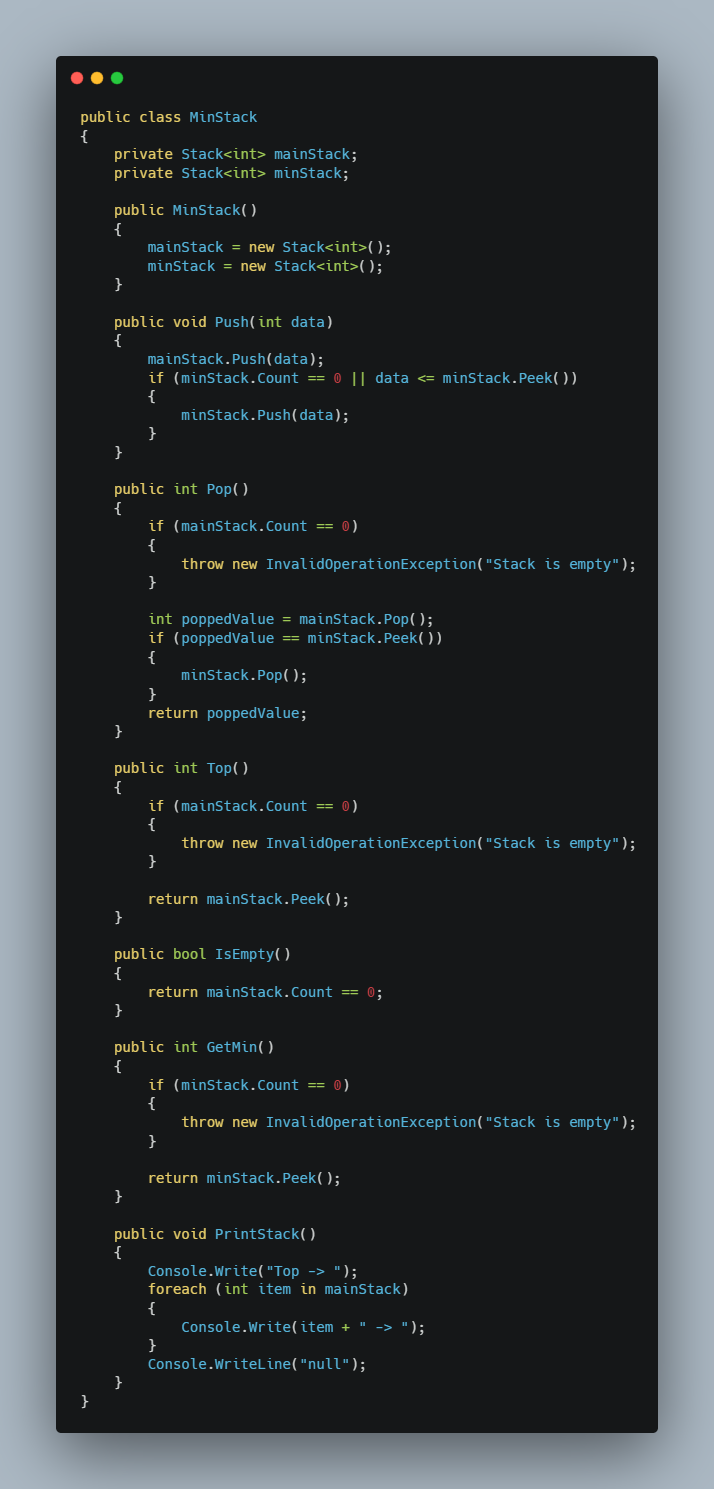 public class MinStack
{
    private Stack<int> mainStack;
    private Stack<int> minStack;

    public MinStack()
    {
        mainStack = new Stack<int>();
        minStack = new Stack<int>();
    }

    public void Push(int data)
    {
        mainStack.Push(data);
        if (minStack.Count == 0 || data <= minStack.Peek())
        {
            minStack.Push(data);
        }
    }

    public int Pop()
    {
        if (mainStack.Count == 0)
        {
            throw new InvalidOperationException("Stack is empty");
        }

        int poppedValue = mainStack.Pop();
        if (poppedValue == minStack.Peek())
        {
            minStack.Pop();
        }
        return poppedValue;
    }

    public int Top()
    {
        if (mainStack.Count == 0)
        {
            throw new InvalidOperationException("Stack is empty");
        }

        return mainStack.Peek();
    }

    public bool IsEmpty()
    {
        return mainStack.Count == 0;
    }

    public int GetMin()
    {
        if (minStack.Count == 0)
        {
            throw new InvalidOperationException("Stack is empty");
        }

        return minStack.Peek();
    }

    public void PrintStack()
    {
        Console.Write("Top -> ");
        foreach (int item in mainStack)
        {
            Console.Write(item + " -> ");
        }
        Console.WriteLine("null");
    }
}